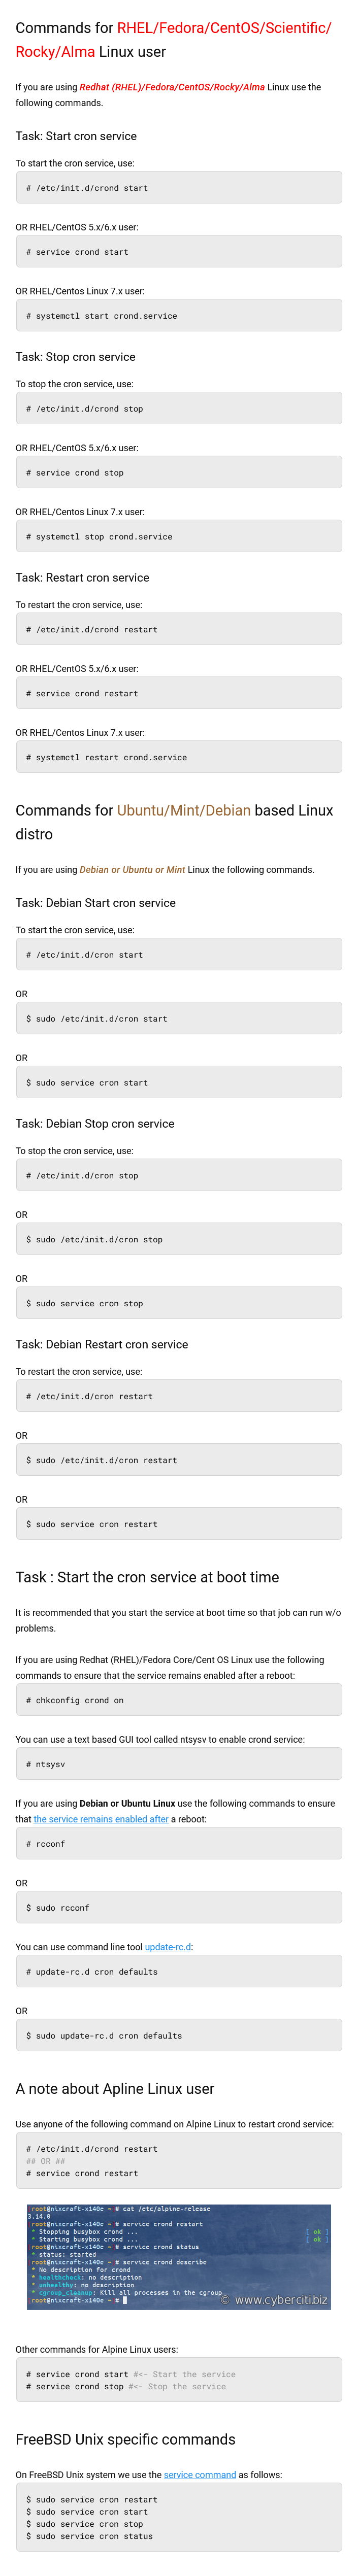 Commands for RHEL/Fedora/CentOS/Scientific/
Rocky/Alma Linux user
If you are using Redhat (RHEL)/Fedora/CentOS/Rocky/Alma Linux use the
following commands.
Task: Start cron service
To start the cron service, use:
# /etc/init.d/crond start
OR RHEL/CentOS 5.x/6.x user:
# service crond start
OR RHEL/Centos Linux 7.x user:
# systemctl start crond.service
Task: Stop cron service
To stop the cron service, use:
# /etc/init.d/crond stop
OR RHEL/CentOS 5.x/6.x user:
# service crond stop
OR RHEL/Centos Linux 7.x user:
# systemctl stop crond.service
Task: Restart cron service
To restart the cron service, use:
# /etc/init.d/crond restart
OR RHEL/CentOS 5.x/6.x user:
# service crond restart
OR RHEL/Centos Linux 7.x user:
# systemctl restart crond.service
Commands for Ubuntu/Mint/Debian based Linux
distro
If you are using Debian or Ubuntu or Mint Linux the following commands.
Task: Debian Start cron service
To start the cron service, use:
# /etc/init.d/cron start
OR
$ sudo /etc/init.d/cron start
OR
$ sudo service cron start
Task: Debian Stop cron service
To stop the cron service, use:
# /etc/init.d/cron stop
OR
$ sudo /etc/init.d/cron stop
OR
$ sudo service cron stop
Task: Debian Restart cron service
To restart the cron service, use:
# /etc/init.d/cron restart
OR
$ sudo /etc/init.d/cron restart
OR
$ sudo service cron restart
Task : Start the cron service at boot time
It is recommended that you start the service at boot time so that job can run w/o
problems.
If you are using Redhat (RHEL)/Fedora Core/Cent OS Linux use the following
commands to ensure that the service remains enabled after a reboot:
# chkconfig crond on
You can use a text based GUI tool called ntsysv to enable crond service:
# ntsysv
If you are using Debian or Ubuntu Linux use the following commands to ensure
that the service remains enabled after a reboot:
# rcconf
OR
$ sudo rcconf
You can use command line tool update-rc.d:
# update-rc.d cron defaults
OR
$ sudo update-rc.d cron defaults
A note about Apline Linux user
Use anyone of the following command on Alpine Linux to restart crond service:
# /etc/init.d/crond restart
## OR ##
# service crond restart
root@nixcraft-x140e ~ # cat /etc/alpine-release
3.14.0
root@nixcraft-x140e ~ # service crond restart
* Stopping busybox crond ... [ ok ]
* Starting busybox crond ... [ ok ]
root@nixcraft-x140e ~ # service crond status
* status: started
root@nixcraft-x140e ~ # service crond describe
* No description for crond
* healthcheck: no description
* unhealthy: no description
* cgroup_cleanup: Kill all processes in the cgroup
root@nixcraft-x140e ~ #
© www.cyberciti.biz
Other commands for Alpine Linux users:
# service crond start #<- Start the service
# service crond stop #<- Stop the service
FreeBSD Unix specific commands
On FreeBSD Unix system we use the service command as follows:
$ sudo service cron restart
$ sudo service cron start
$ sudo service cron stop
$ sudo service cron status